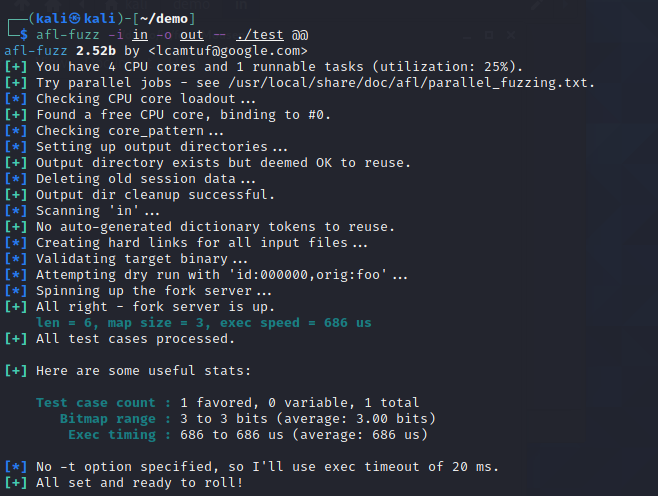 (kali㉿kali)-[~/demo]
$ afl-fuzz -i in -o out -- ./test @@
afl-fuzz 2.52b by <lcamtuf@google.com>
[+] You have 4 CPU cores and 1 runnable tasks (utilization: 25%).
[+] Try parallel jobs - see /usr/local/share/doc/afl/parallel_fuzzing.txt.
[*] Checking CPU core loadout...
[+] Found a free CPU core, binding to #0.
[*] Checking core_pattern...
[*] Setting up output directories...
[+] Output directory exists but deemed OK to reuse.
[*] Deleting old session data...
[+] Output dir cleanup successful.
[*] Scanning 'in'...
[+] No auto-generated dictionary tokens to reuse.
[*] Creating hard links for all input files...
[*] Validating target binary...
[*] Attempting dry run with 'id:000000,orig:foo'...
[*] Spinning up the fork server...
[+] All right - fork server is up.
len = 6, map size = 3, exec speed = 686 us
[+] All test cases processed.
[+] Here are some useful stats:
Test case count : 1 favored, 0 variable, 1 total
Bitmap range : 3 to 3 bits (average: 3.00 bits)
Exec timing : 686 to 686 us (average: 686 us)
[*] No -t option specified, so I'll use exec timeout of 20 ms.
[+] All set and ready to roll!